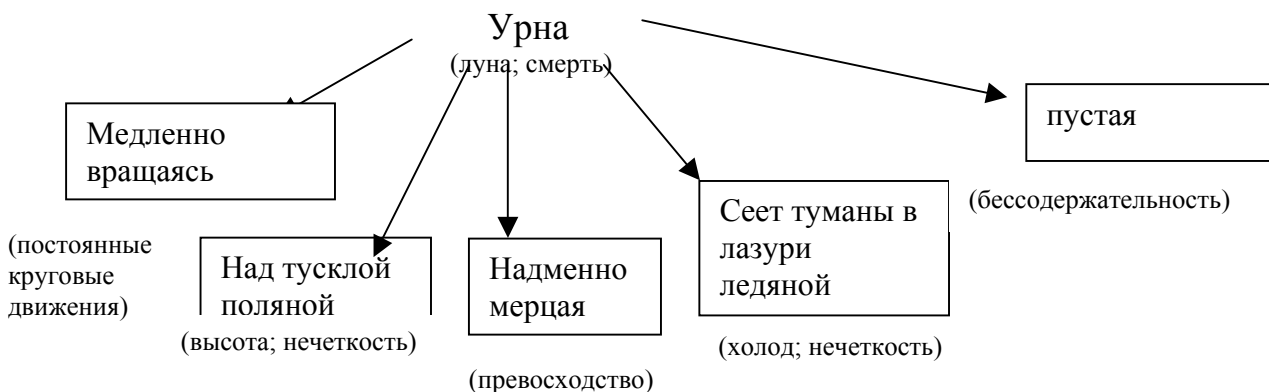 Урна
(луна; смерть)
Медленно
вращаясь
(постоянные
круговые
движения)
Над тусклой
поляной
(высота; нечеткость)
Надменно
мерцая
(превосходство)
Сеет туманы в
лазури
ледяной
(холод; нечеткость)
пустая
(бессодержательность)